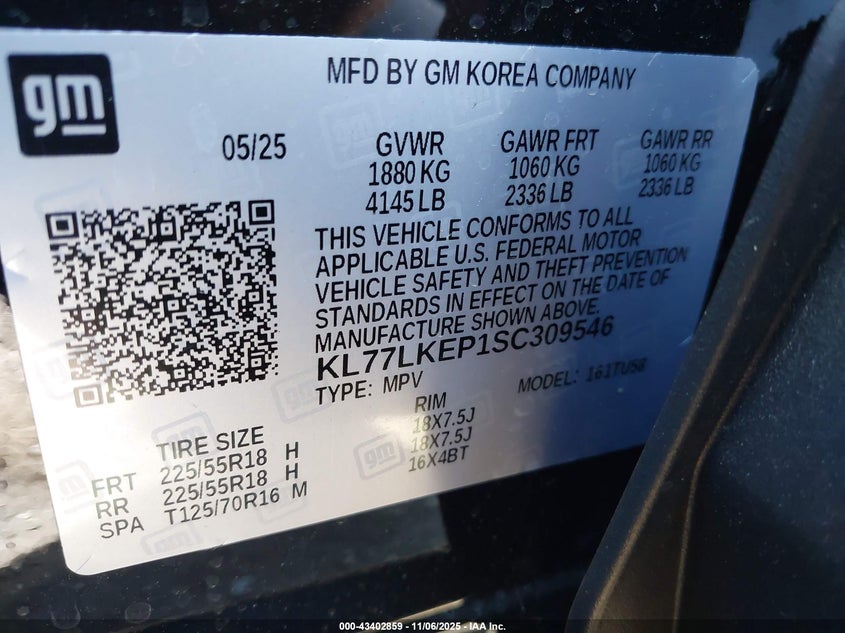 gm
MFD BY GM KOREA COMPANY
05/25 GVWR GAWR FRT GAWR RR
1880 KG 1060 KG 1060 KG
4145 LB 2336 LB 2336 LB
THIS VEHICLE CONFORMS TO ALL
APPLICABLE U.S. FEDERAL MOTOR
VEHICLE SAFETY AND THEFT PREVENTION
STANDARDS IN EFFECT ON THE DATE OF
MANUFACTURE SHOWN ABOVE.
KL77LKEP1SC309546
TYPE: MPV MODEL: 161TU58
TIRE SIZE RIM
FRT 225/55R18 H 18X7.5J
RR 225/55R18 H 18X7.5J
SPA T125/70R16 M 16X4BT
gm
000-43402859 - 11/06/2025 - IAA Inc.